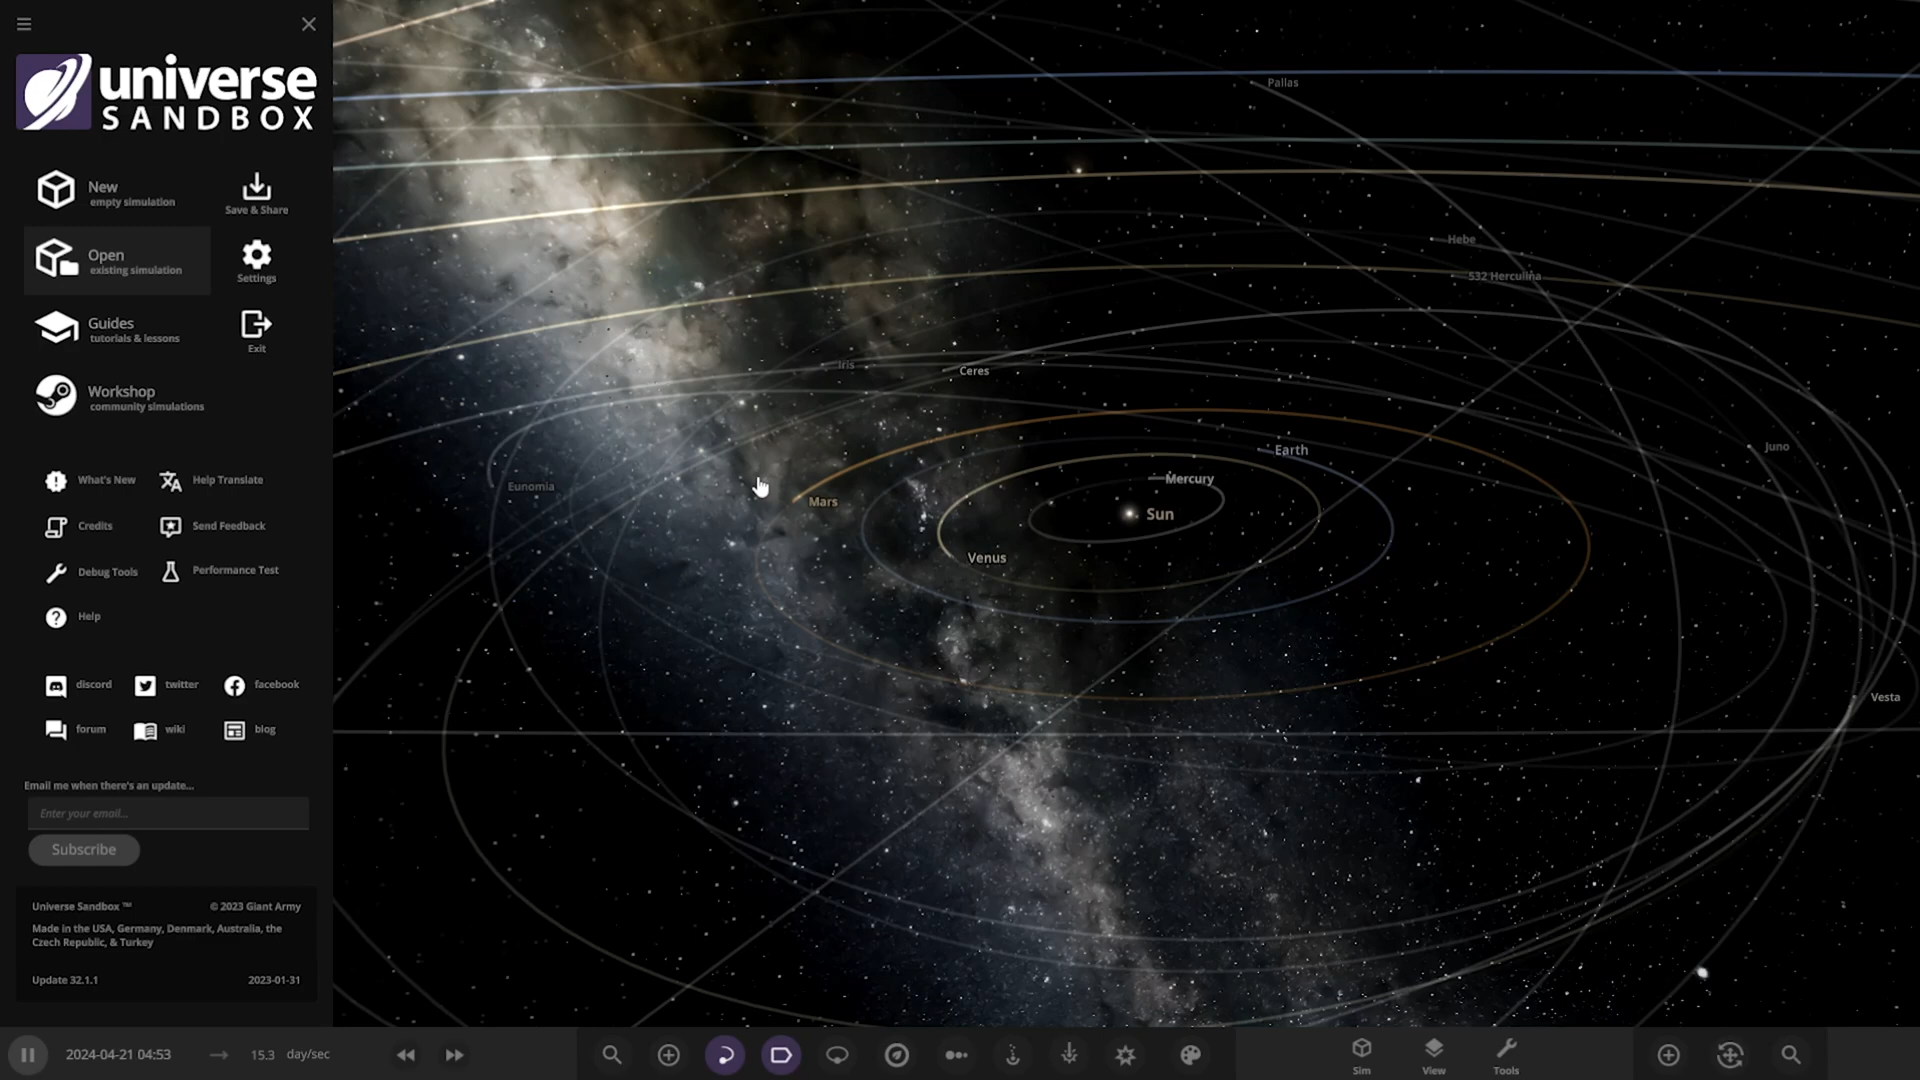 universe
SANDBOX
New
empty simulation
Save & Share
Open
existing simulation
Settings
Guides
tutorials & lessons
Exit
Workshop
community simulations
What's New
Help Translate
Credits
Send Feedback
Debug Tools
Performance Test
Help
discord
twitter
facebook
forum
wiki
blog
Email me when there's an update...
Enter your email...
Subscribe
Universe Sandbox ™
© 2023 Giant Army
Made in the USA, Germany, Denmark, Australia, the
Czech Republic, & Turkey
Update 32.1.1
2023-01-31
Pallas
Hebe
532 Herculina
Iris
Ceres
Juno
Earth
Mercury
Eunomia
Mars
Sun
Venus
Vesta
2024-04-21 04:53
15.3 day/sec
Sim
View
Tools